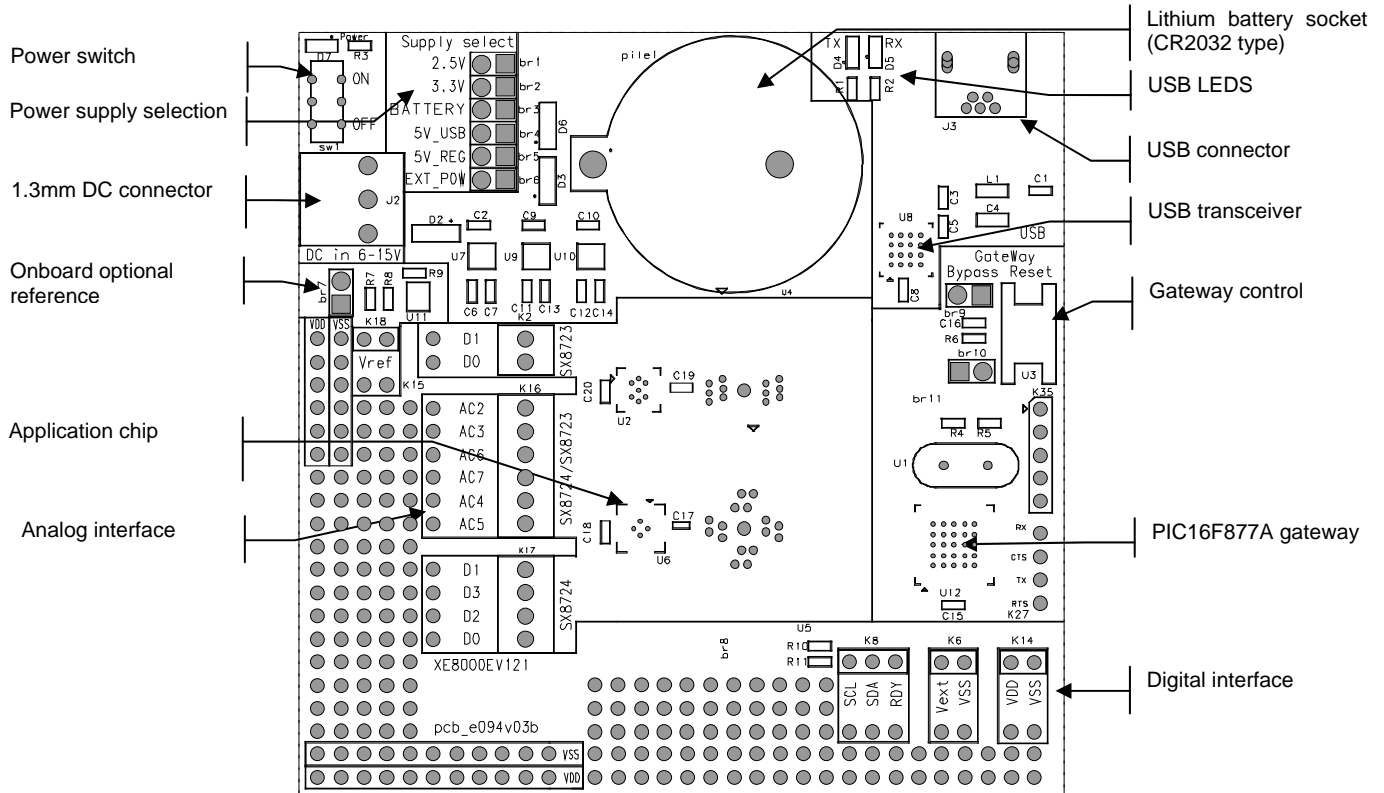 Power switch
Power supply selection
1.3mm DC connector
Onboard optional
reference
Application chip
Analog interface
Lithium battery socket
(CR2032 type)
USB LEDS
USB connector
USB transceiver
Gateway control
PIC16F877A gateway
Digital interface
Power
D7
R3
ON
OFF
sw1
Supply select
2.5V br1
3.3V br2
BATTERY br3
5V_USB br4
5V_REG br5
EXT_POW br6
D6
D3
pile1
TX RX
D4 D5
R1 R2
J3
J2
DC in 6-15V
D2
C2 C9 C10
U7 U9 U10
C6 C7 C11 C13 C12 C14
U4
C3 L1 C1
C5 C4
U8
USB
C8
GateWay
Bypass Reset
br9
C16
R6
br10
U3
br7
R7 R8 R9
U11
VDD VSS
K18
Vref
K15
K2
D1
D0
SX8723
K16
AC2
AC3
AC6
AC7
AC4
AC5
SX8724/SX8723
K17
D1
D3
D2
D0
SX8724
XE8000EV121
C20
U2
C19
C18
U6
C17
br11
K35
R4 R5
U1
RX
CTS
TX
RTS
K27
U12
C15
br8
U5
R10
R11
K8
SCL SDA RDY
K6
Vext VSS
K14
VDD VSS
pcb_e094v03b
VSS
VDD